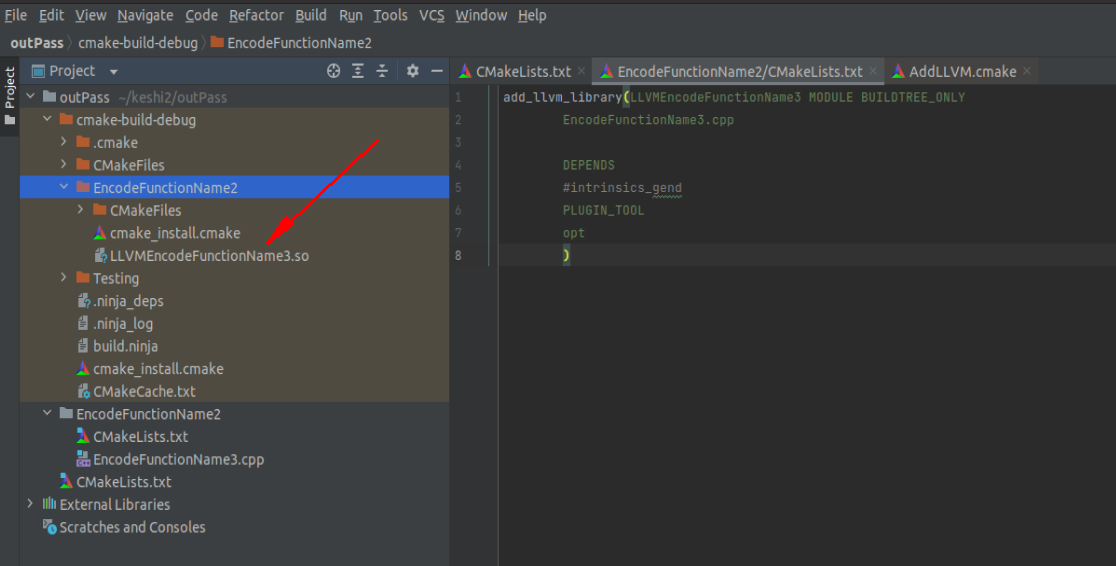 File Edit View Navigate Code Refactor Build Run Tools VCS Window Help
outPass cmake-build-debug EncodeFunctionName2
Project
Project
CMakeLists.txt EncodeFunctionName2/CMakeLists.txt AddLLVM.cmake
outPass ~/keshi2/outPass
cmake-build-debug
.cmake
CMakeFiles
EncodeFunctionName2
CMakeFiles
cmake_install.cmake
LLVMEncodeFunctionName3.so
Testing
.ninja_deps
.ninja_log
build.ninja
cmake_install.cmake
CMakeCache.txt
EncodeFunctionName2
CMakeLists.txt
EncodeFunctionName3.cpp
CMakeLists.txt
External Libraries
Scratches and Consoles
1 add_llvm_library(LLVMEncodeFunctionName3 MODULE BUILDTREE_ONLY
2 EncodeFunctionName3.cpp
3
4 DEPENDS
5 #intrinsics_gend
6 PLUGIN_TOOL
7 opt
8 )